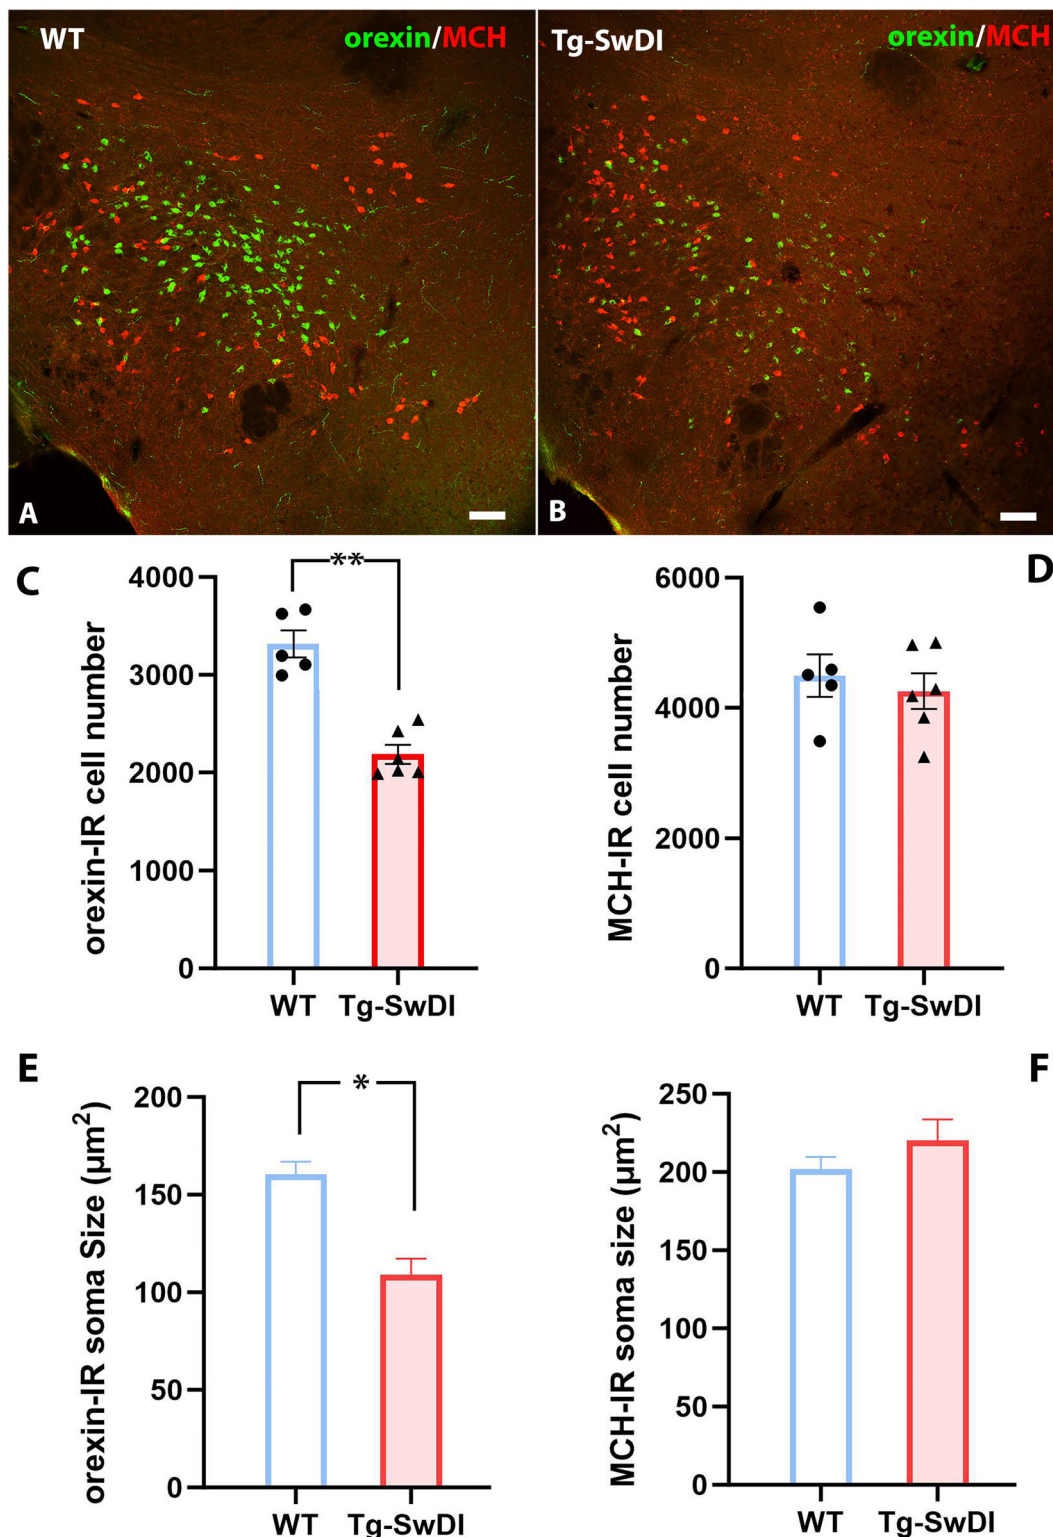 WT orexin/MCH
Tg-SwDI orexin/MCH
A
B
C
**
4000
3000
2000
1000
0
orexin-IR cell number
WT Tg-SwDI
D
6000
4000
2000
0
MCH-IR cell number
WT Tg-SwDI
E
*
200
150
100
50
0
orexin-IR soma Size (µm²)
WT Tg-SwDI
F
250
200
150
100
50
0
MCH-IR soma size (µm²)
WT Tg-SwDI